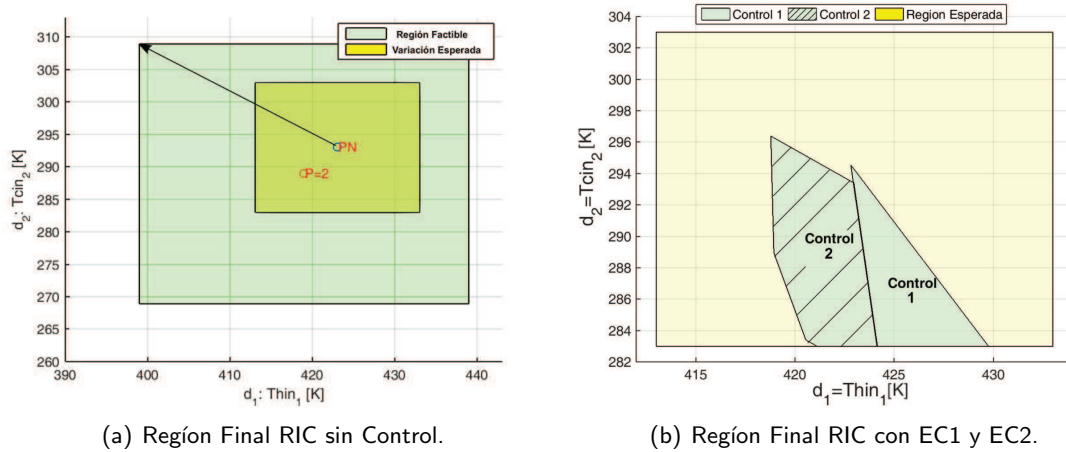 Región Factible
Variación Esperada
310
305
300
295
290
285
280
275
270
265
260
390
400
410
420
430
440
PN
P=2
d2: Tcin2 [K]
d1: Thin1 [K]
(a) Regíon Final RIC sin Control.
Control 1
Control 2
Region Esperada
304
302
300
298
296
294
292
290
288
286
284
282
415
420
425
430
Control
2
Control
1
d2=Tcin2 [K]
d1=Thin1[K]
(b) Regíon Final RIC con EC1 y EC2.